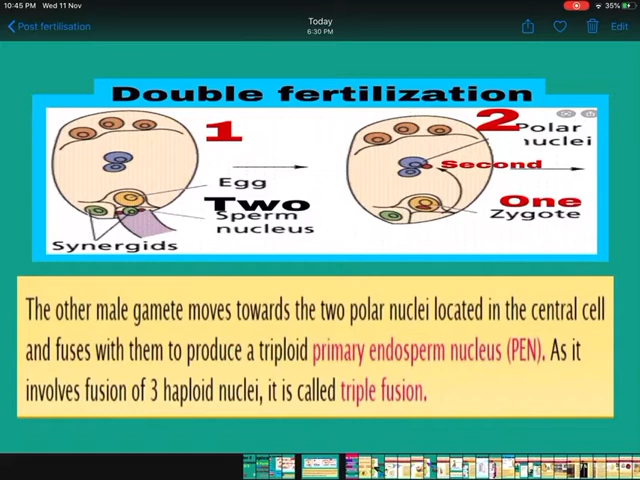 10:45 PM Wed 11 Nov
35%
Post fertilisation
Today
6:30 PM
Edit
Double fertilization
1
Egg
Two
Sperm
nucleus
Synergids
2
Polar
nuclei
Second
One
Zygote
The other male gamete moves towards the two polar nuclei located in the central cell
and fuses with them to produce a triploid primary endosperm nucleus (PEN). As it
involves fusion of 3 haploid nuclei, it is called triple fusion.